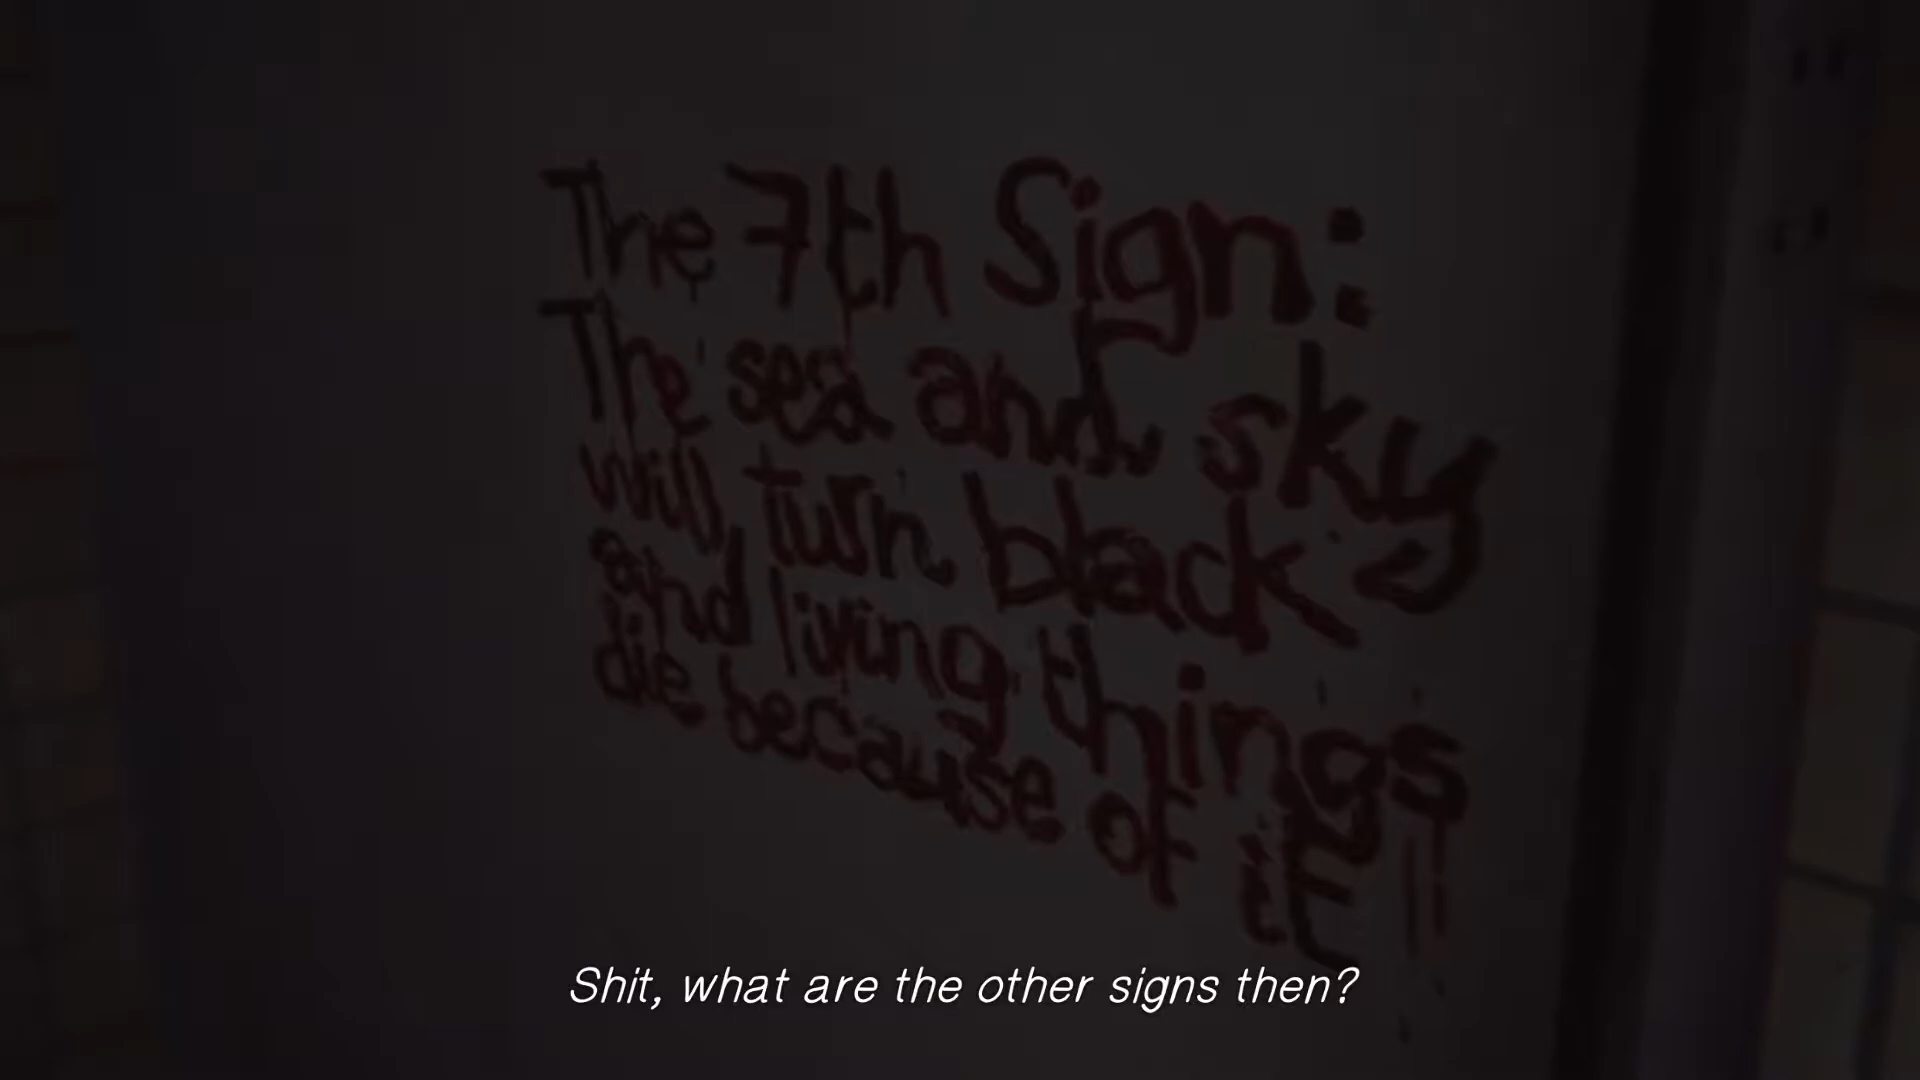 The 7th Sign:
The sea and sky
will turn black
and living things
die because of it
Shit, what are the other signs then?